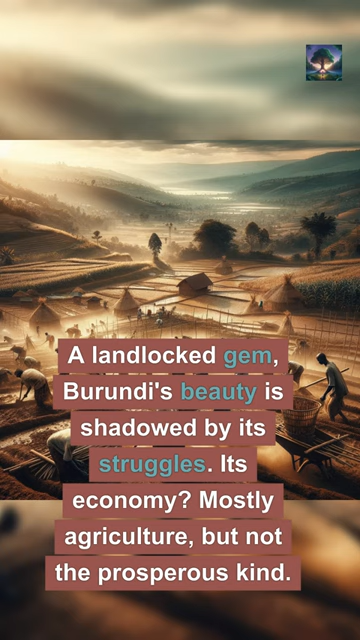 A landlocked gem,
Burundi's beauty is
shadowed by its
struggles. Its
economy? Mostly
agriculture, but not
the prosperous kind.